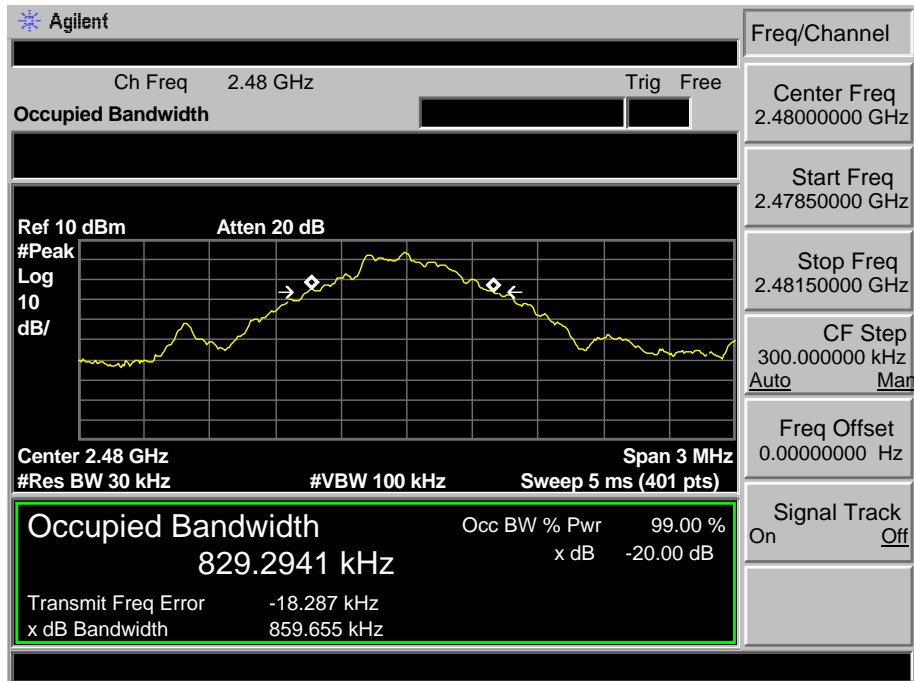 Agilent
Freq/Channel
Ch Freq 2.48 GHz Trig Free
Occupied Bandwidth
Center Freq
2.48000000 GHz
Start Freq
2.47850000 GHz
Stop Freq
2.48150000 GHz
CF Step
300.000000 kHz
Auto Man
Freq Offset
0.00000000 Hz
Signal Track
On Off
Ref 10 dBm Atten 20 dB
#Peak
Log
10
dB/
Center 2.48 GHz Span 3 MHz
#Res BW 30 kHz #VBW 100 kHz Sweep 5 ms (401 pts)
Occupied Bandwidth Occ BW % Pwr 99.00 %
829.2941 kHz x dB -20.00 dB
Transmit Freq Error -18.287 kHz
x dB Bandwidth 859.655 kHz